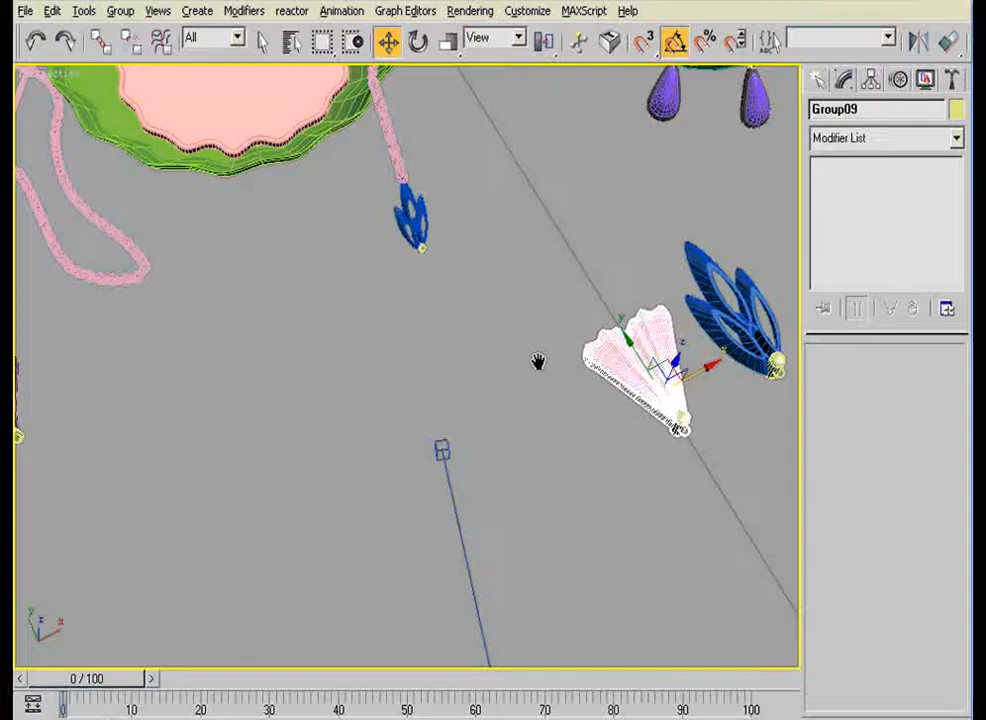 File Edit Tools Group Views Create Modifiers reactor Animation Graph Editors Rendering Customize MAXScript Help
All
View
Group09
Modifier List
y
z
y
z
x
0 / 100
0 10 20 30 40 50 60 70 80 90 100